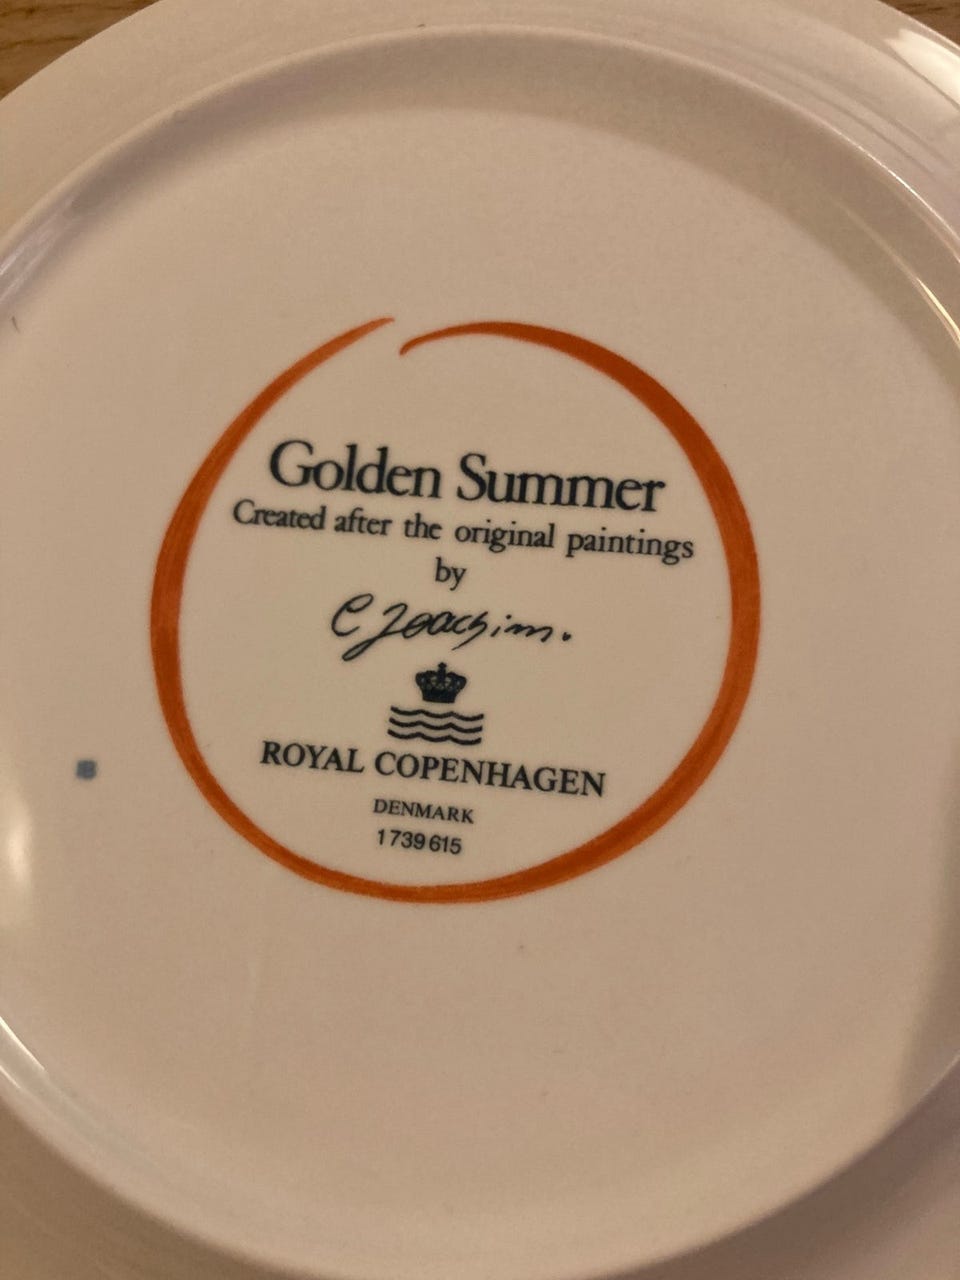 Golden Summer
Created after the original paintings
by
C Joachim.
ROYAL COPENHAGEN
DENMARK
1739615